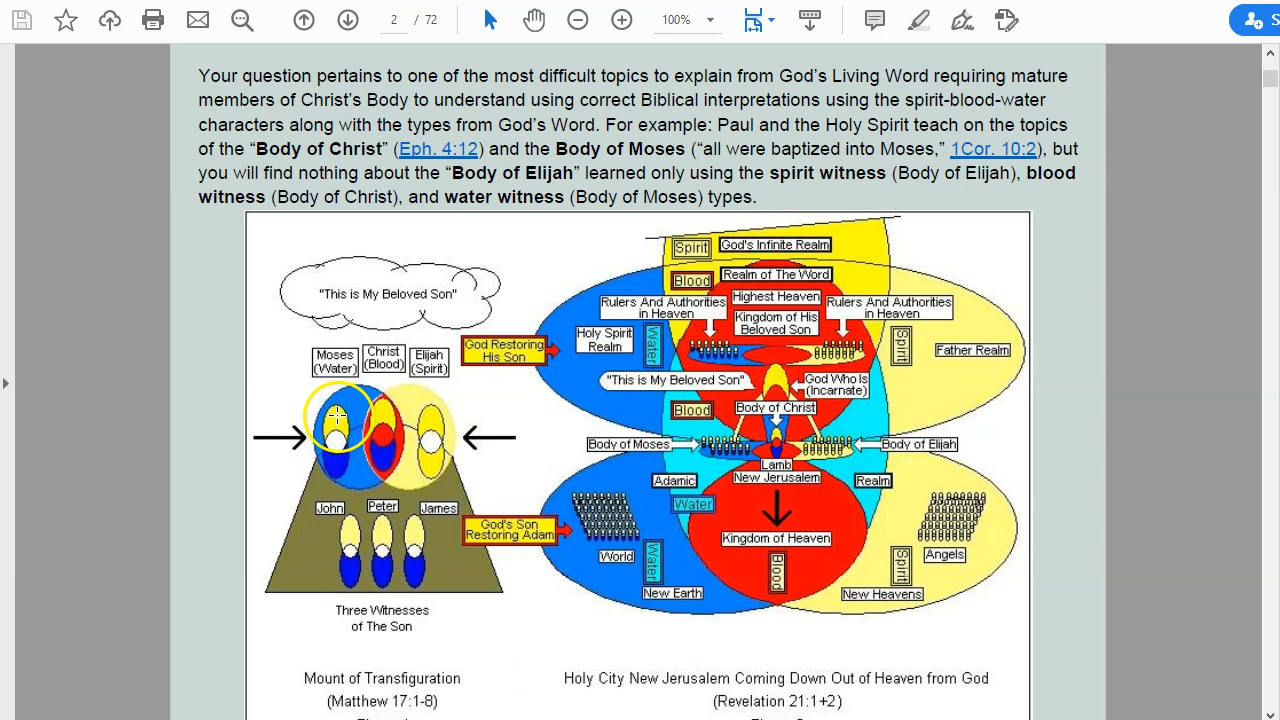 2 / 72
100%
S
Your question pertains to one of the most difficult topics to explain from God's Living Word requiring mature
members of Christ's Body to understand using correct Biblical interpretations using the spirit-blood-water
characters along with the types from God's Word. For example: Paul and the Holy Spirit teach on the topics
of the “Body of Christ” (Eph. 4:12) and the Body of Moses (“all were baptized into Moses,” 1Cor. 10:2), but
you will find nothing about the “Body of Elijah” learned only using the spirit witness (Body of Elijah), blood
witness (Body of Christ), and water witness (Body of Moses) types.
"This is My Beloved Son"
Moses
(Water)
Christ
(Blood)
Elijah
(Spirit)
John
Peter
James
Three Witnesses
of The Son
Mount of Transfiguration
(Matthew 17:1-8)
God Restoring
His Son
God's Son
Restoring Adam
Spirit
God's Infinite Realm
Blood
Realm of The Word
Highest Heaven
Rulers And Authorities
in Heaven
Kingdom of His
Beloved Son
Rulers And Authorities
in Heaven
Holy Spirit
Realm
Water
Spirit
Father Realm
"This is My Beloved Son"
God Who Is
(Incarnate)
Blood
Body of Christ
Body of Moses
Body of Elijah
Lamb
New Jerusalem
Adamic
Realm
Water
Kingdom of Heaven
World
Water
Blood
Spirit
Angels
New Earth
New Heavens
Holy City New Jerusalem Coming Down Out of Heaven from God
(Revelation 21:1+2)